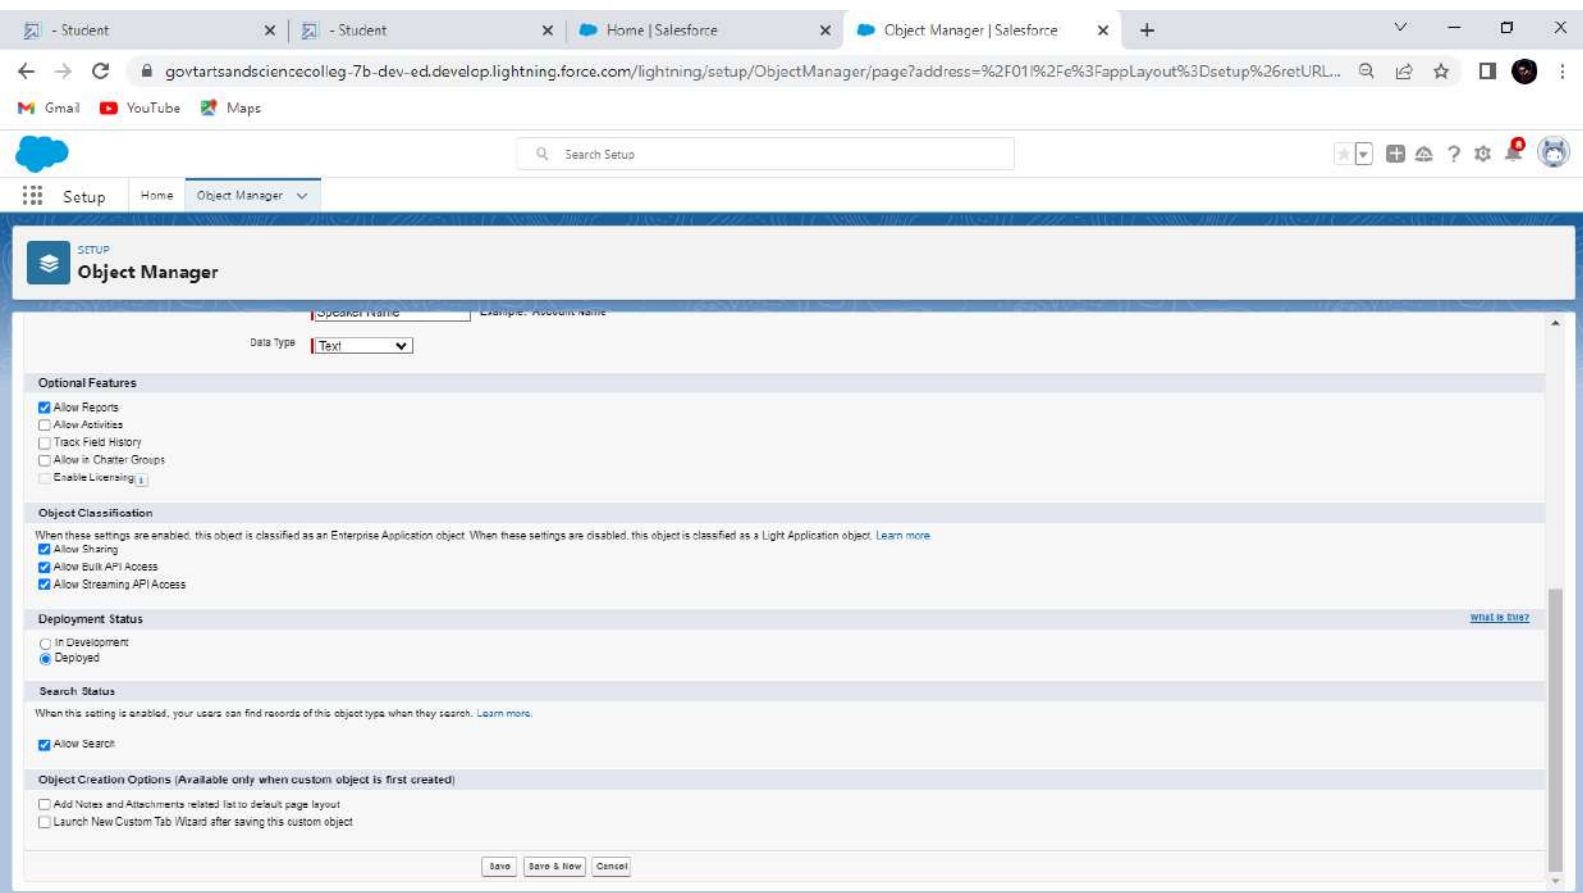 - Student
- Student
Home | Salesforce
Object Manager | Salesforce
govtartsandsciencecolleg-7b-dev-ed.develop.lightning.force.com/lightning/setup/ObjectManager/page?address=%2F01I%2Fe%3FappLayout%3Dsetup%26retURL...
Gmail
YouTube
Maps
Search Setup
Setup
Home
Object Manager
SETUP
Object Manager
Speaker Name
Example: Account Name
Data Type
Text
Optional Features
Allow Reports
Allow Activities
Track Field History
Allow in Chatter Groups
Enable Licensing
Object Classification
When these settings are enabled, this object is classified as an Enterprise Application object. When these settings are disabled, this object is classified as a Light Application object. Learn more
Allow Sharing
Allow Bulk API Access
Allow Streaming API Access
Deployment Status
What is this?
In Development
Deployed
Search Status
When this setting is enabled, your users can find records of this object type when they search. Learn more.
Allow Search
Object Creation Options (Available only when custom object is first created)
Add Notes and Attachments related list to default page layout
Launch New Custom Tab Wizard after saving this custom object
Save
Save & New
Cancel